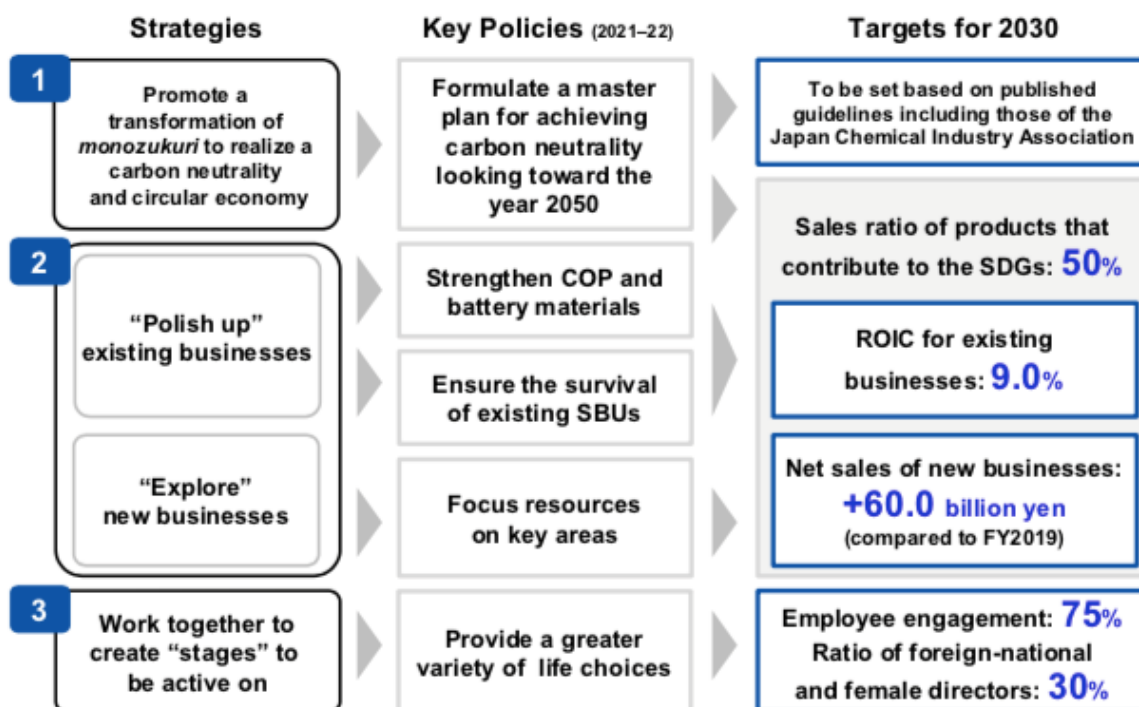 Strategies
Key Policies (2021–22)
Targets for 2030
1
Promote a
transformation of
monozukuri to realize a
carbon neutrality
and circular economy
Formulate a master
plan for achieving
carbon neutrality
looking toward the
year 2050
To be set based on published
guidelines including those of the
Japan Chemical Industry Association
Sales ratio of products that
contribute to the SDGs: 50%
2
“Polish up”
existing businesses
Strengthen COP and
battery materials
Ensure the survival
of existing SBUs
ROIC for existing
businesses: 9.0%
“Explore”
new businesses
Focus resources
on key areas
Net sales of new businesses:
+60.0 billion yen
(compared to FY2019)
3
Work together to
create “stages” to
be active on
Provide a greater
variety of life choices
Employee engagement: 75%
Ratio of foreign-national
and female directors: 30%